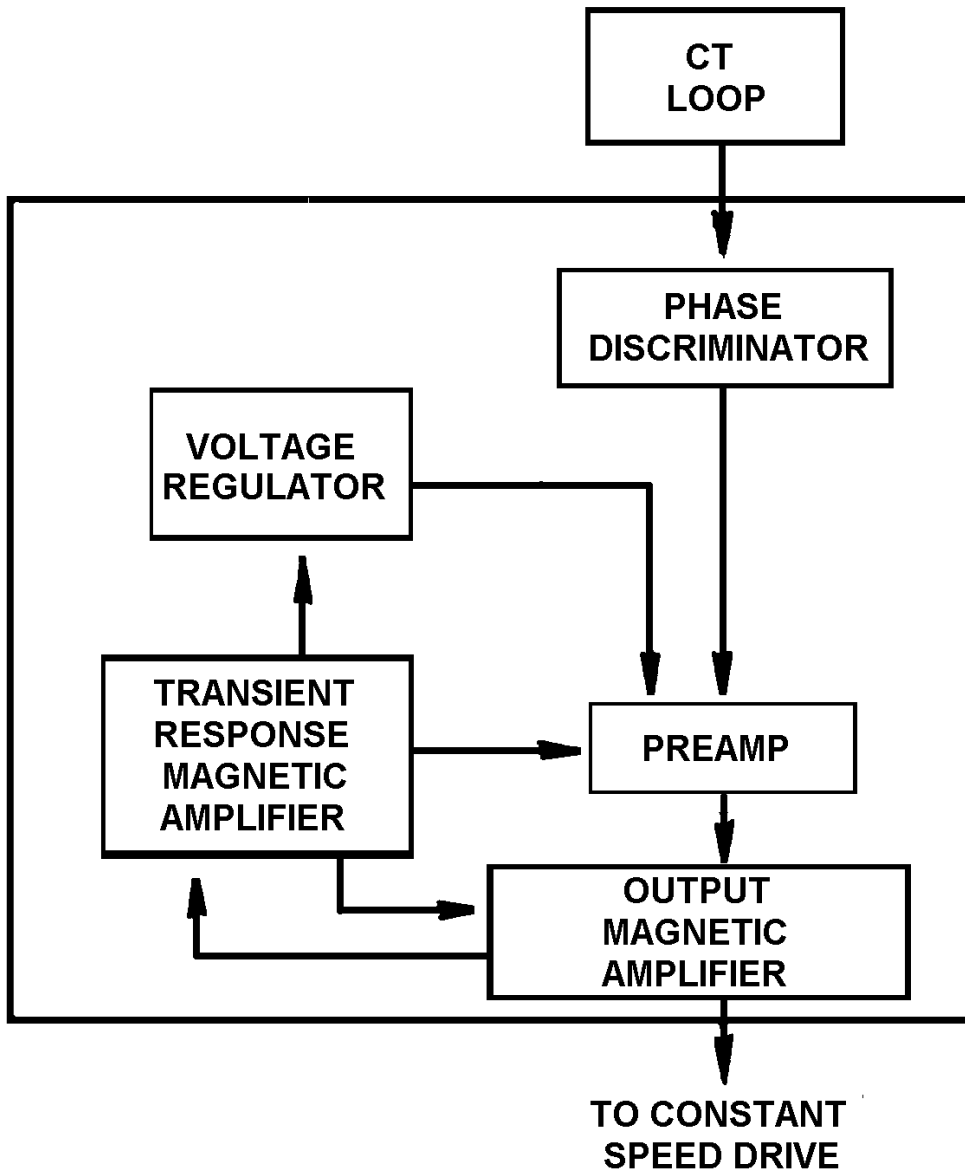 CT
LOOP
PHASE
DISCRIMINATOR
VOLTAGE
REGULATOR
TRANSIENT
RESPONSE
MAGNETIC
AMPLIFIER
PREAMP
OUTPUT
MAGNETIC
AMPLIFIER
TO CONSTANT
SPEED DRIVE